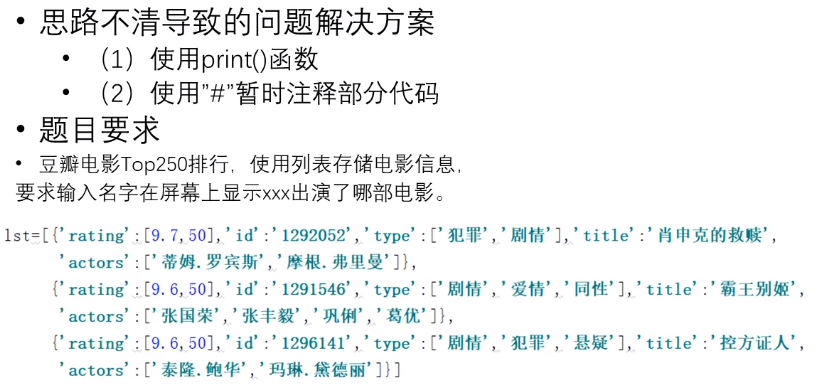 • 思路不清导致的问题解决方案
• （1）使用print()函数
• （2）使用”#”暂时注释部分代码
• 题目要求
• 豆瓣电影Top250排行，使用列表存储电影信息，
要求输入名字在屏幕上显示xxx出演了哪部电影。
lst=[{'rating':[9.7,50],'id':'1292052','type':['犯罪','剧情'],'title':'肖申克的救赎',
'actors':['蒂姆.罗宾斯','摩根.弗里曼']},
{'rating':[9.6,50],'id':'1291546','type':['剧情','爱情','同性'],'title':'霸王别姬',
'actors':['张国荣','张丰毅','巩俐','葛优']},
{'rating':[9.6,50],'id':'1296141','type':['剧情','犯罪','悬疑'],'title':'控方证人',
'actors':['泰隆.鲍华','玛琳.黛德丽']}]